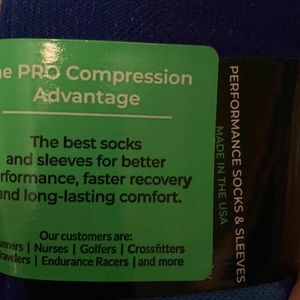 he PRO Compression
Advantage
The best socks
and sleeves for better
rformance, faster recovery
and long-lasting comfort.
Our customers are:
unners | Nurses | Golfers | Crossfitters
ravelers | Endurance Racers | and more
PERFORMANCE SOCKS & SLEEVES
MADE IN THE USA